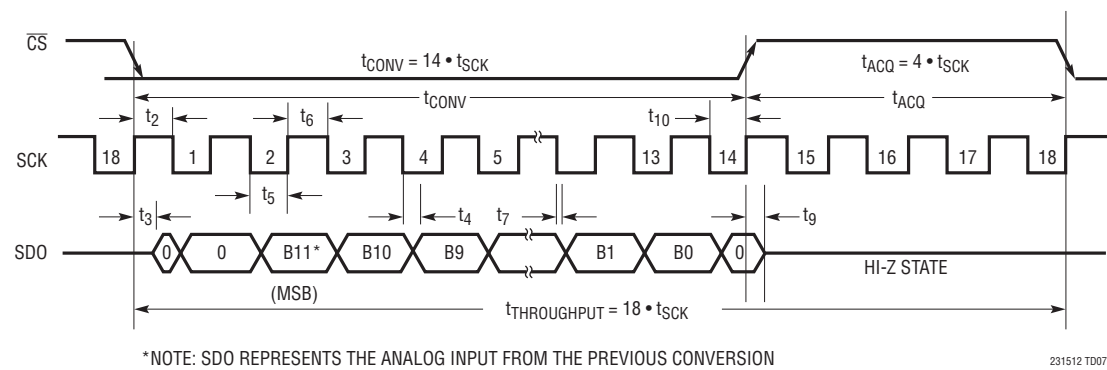 CS
tCONV = 14 • tSCK
tACQ = 4 • tSCK
tCONV
tACQ
t2
t6
t10
SCK
18 1 2 3 4 5 13 14 15 16 17 18
t3
t5
t4
t7
t9
SDO
0 0 B11* B10 B9 B1 B0 0
HI-Z STATE
(MSB)
tTHROUGHPUT = 18 • tSCK
*NOTE: SDO REPRESENTS THE ANALOG INPUT FROM THE PREVIOUS CONVERSION
231512 TD07